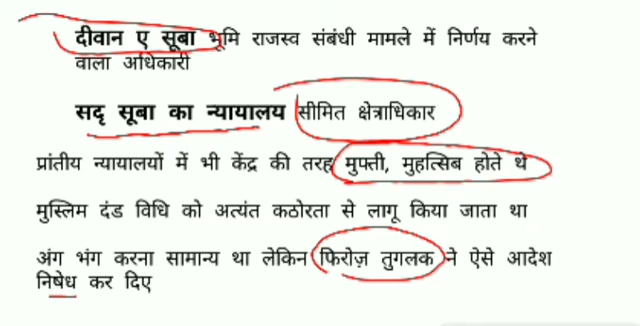 दीवान ए सूबा भूमि राजस्व संबंधी मामले में निर्णय करने
वाला अधिकारी
सदृ सूबा का न्यायालय सीमित क्षेत्राधिकार
प्रांतीय न्यायालयों में भी केंद्र की तरह मुफ्ती, मुहत्सिब होते थे
मुस्लिम दंड विधि को अत्यंत कठोरता से लागू किया जाता था
अंग भंग करना सामान्य था लेकिन फिरोज़ तुगलक ने ऐसे आदेश
निषेध कर दिए